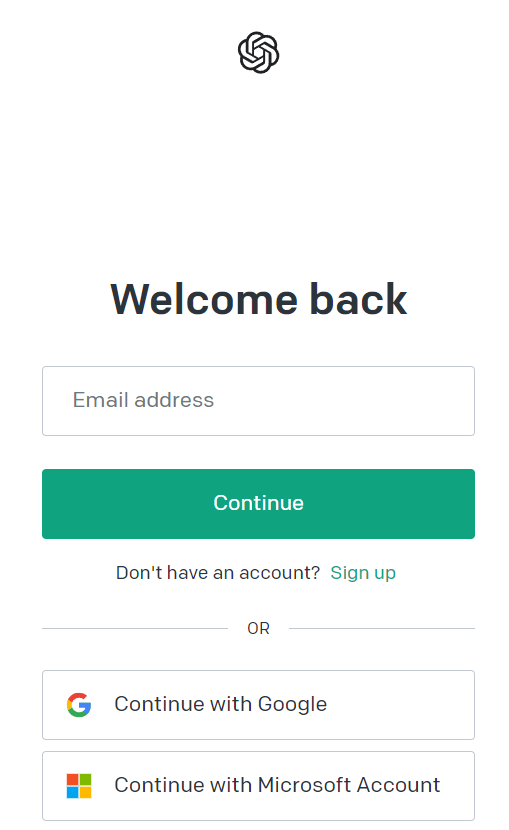 Welcome back
Email address
Continue
Don't have an account? Sign up
OR
Continue with Google
Continue with Microsoft Account